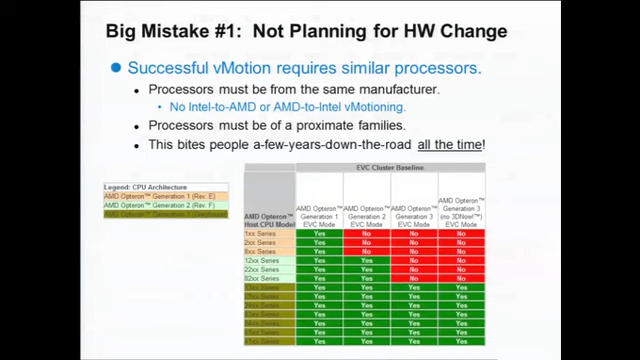 Big Mistake #1: Not Planning for HW Change
Successful vMotion requires similar processors.
Processors must be from the same manufacturer.
No Intel-to-AMD or AMD-to-Intel vMotioning.
Processors must be of a proximate families.
This bites people a-few-years-down-the-road all the time!
Legend: CPU Architecture
AMD Opteron™ Generation 1 (Rev. E)
AMD Opteron™ Generation 2 (Rev. F)
AMD Opteron™ Generation 3
EVC Cluster Baseline
AMD Opteron™ Host CPU Model
AMD Opteron™ Generation 1 EVC Mode
AMD Opteron™ Generation 2 EVC Mode
AMD Opteron™ Generation 3 EVC Mode
AMD Opteron™ Generation 3 (no 3DNow!™) EVC Mode
1xx Series Yes No No No
2xx Series Yes No No No
8xx Series Yes No No No
12xx Series Yes Yes No No
22xx Series Yes Yes No No
82xx Series Yes Yes No No
Yes Yes Yes Yes
Yes Yes Yes Yes
Yes Yes Yes Yes
Yes Yes Yes Yes
Yes Yes Yes Yes
Yes Yes Yes Yes
Yes Yes Yes Yes